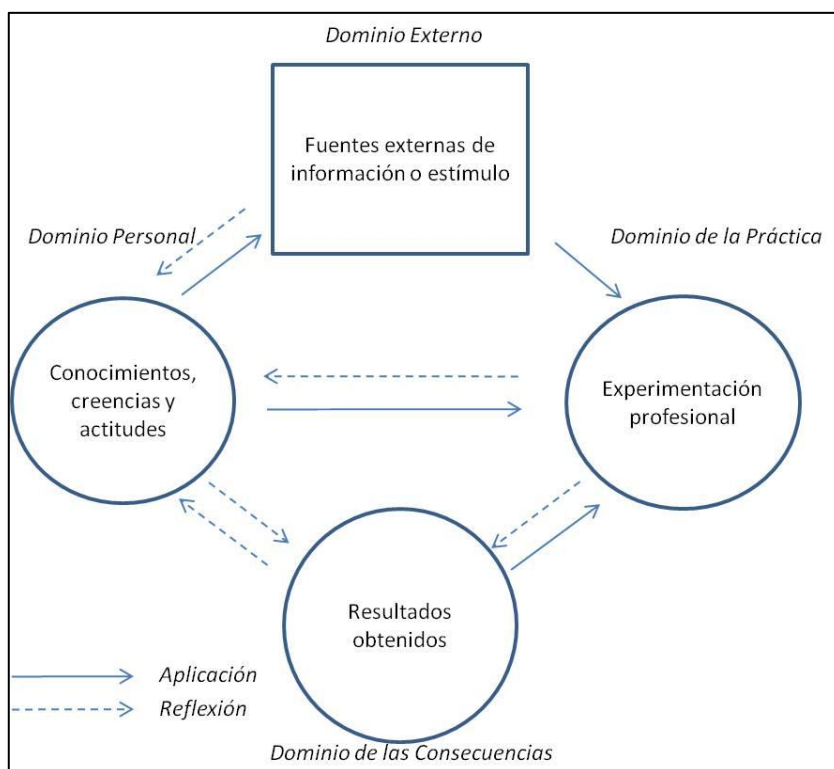 Dominio Externo
Fuentes externas de
información o estímulo
Dominio Personal
Dominio de la Práctica
Conocimientos,
creencias y
actitudes
Experimentación
profesional
Resultados
obtenidos
Aplicación
Reflexión
Dominio de las Consecuencias